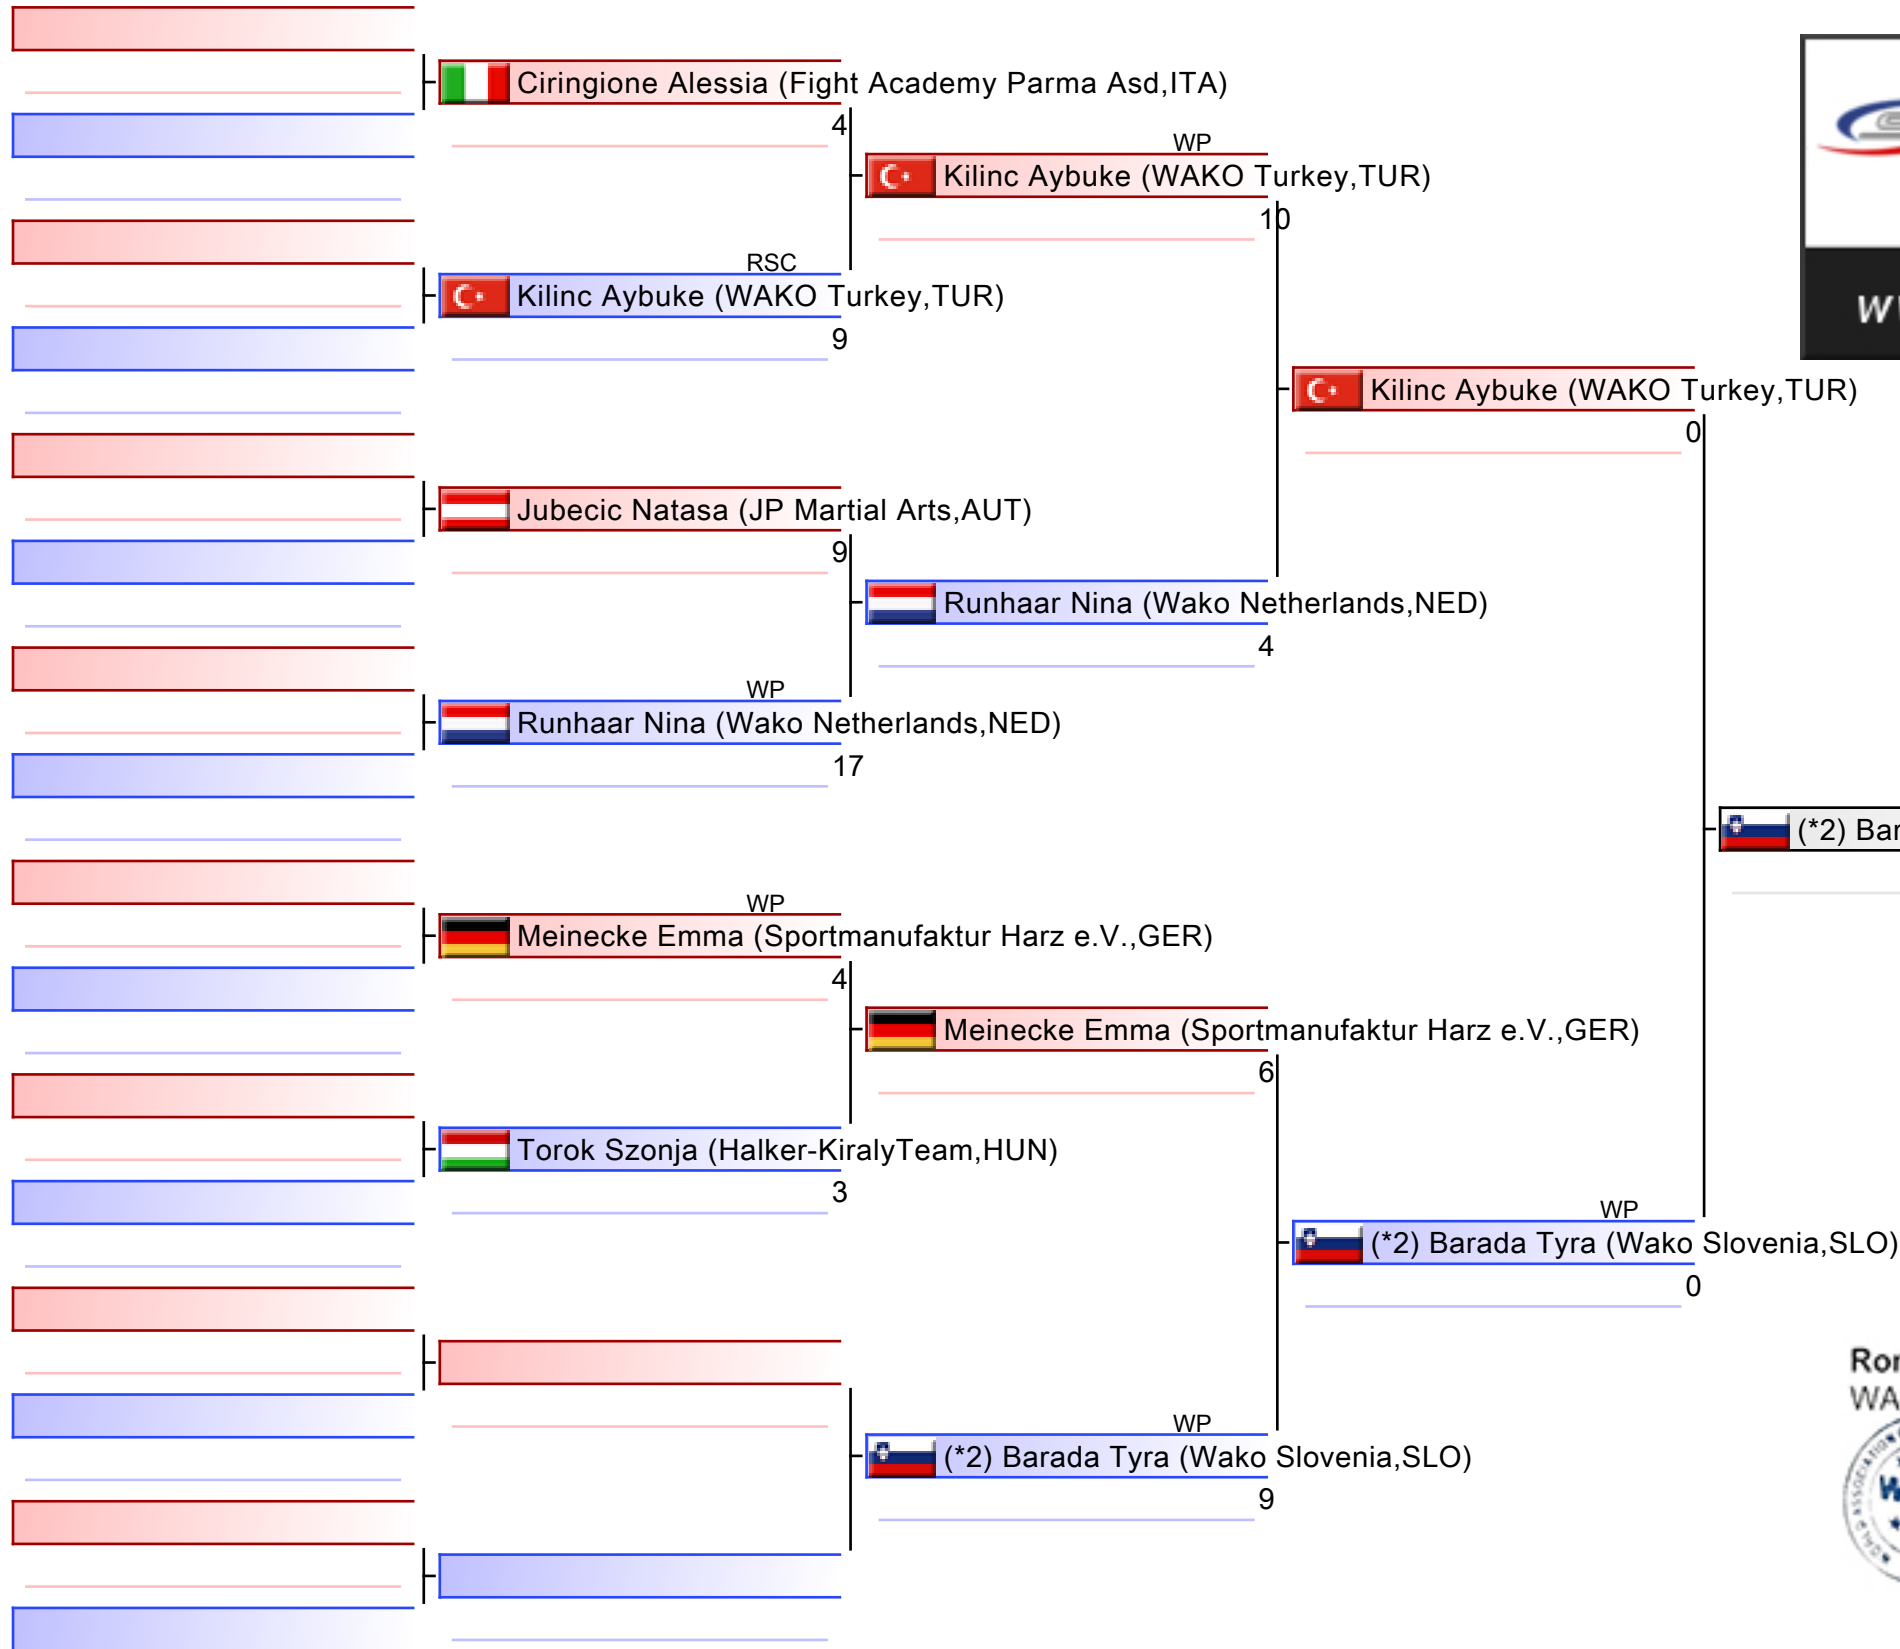 Ciringione Alessia (Fight Academy Parma Asd,ITA)
4
WP
Kilinc Aybuke (WAKO Turkey,TUR)
10
RSC
Kilinc Aybuke (WAKO Turkey,TUR)
9
Kilinc Aybuke (WAKO Turkey,TUR)
0
Jubecic Natasa (JP Martial Arts,AUT)
9
Runhaar Nina (Wako Netherlands,NED)
4
WP
Runhaar Nina (Wako Netherlands,NED)
17
(*2) Bar
WP
Meinecke Emma (Sportmanufaktur Harz e.V.,GER)
4
Meinecke Emma (Sportmanufaktur Harz e.V.,GER)
6
Torok Szonja (Halker-KiralyTeam,HUN)
3
WP
(*2) Barada Tyra (Wako Slovenia,SLO)
0
WP
(*2) Barada Tyra (Wako Slovenia,SLO)
9